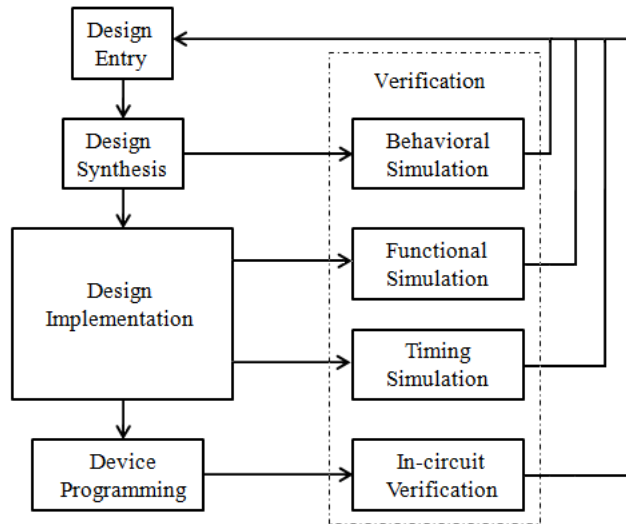 Design
Entry
Verification
Design
Synthesis
Behavioral
Simulation
Design
Implementation
Functional
Simulation
Timing
Simulation
Device
Programming
In-circuit
Verification